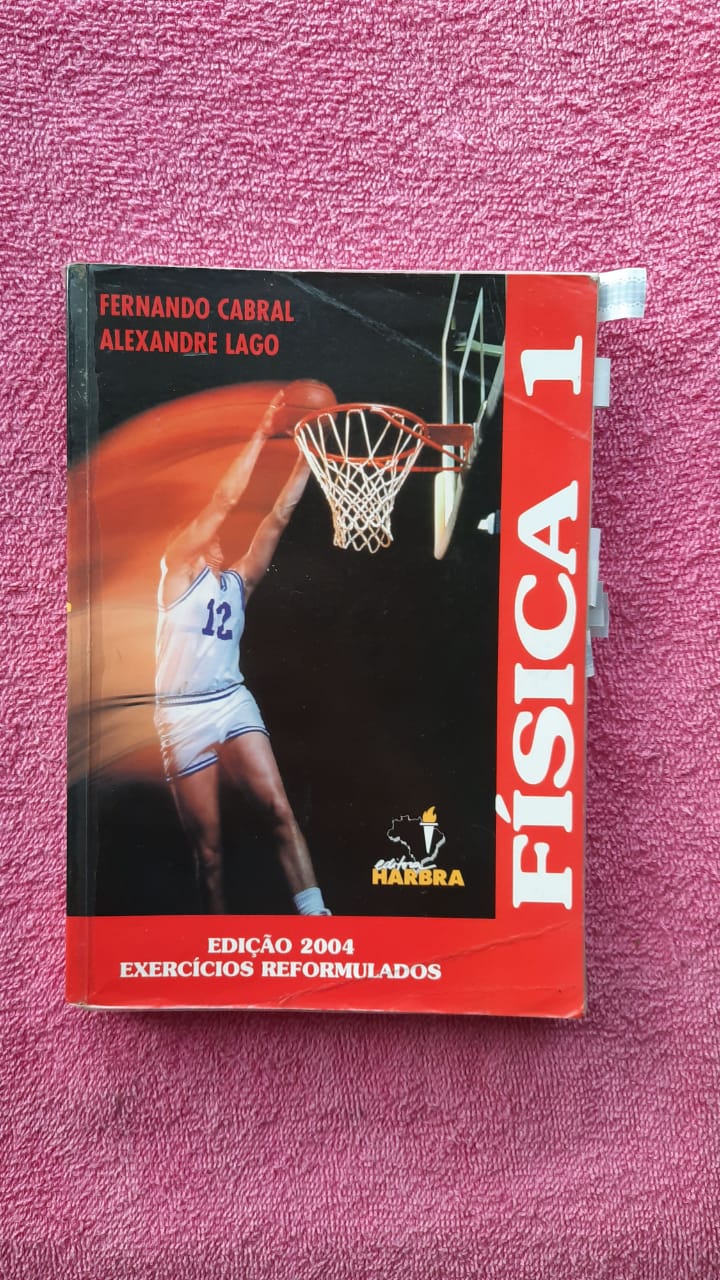 FERNANDO CABRAL
ALEXANDRE LAGO
FÍSICA 1
12
editora
HARBRA
EDIÇÃO 2004
EXERCÍCIOS REFORMULADOS